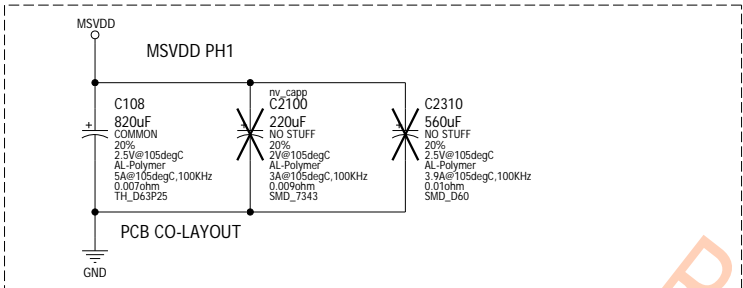 MSVDD
MSVDD PH1
C108
820uF
COMMON
20%
2.5V@105degC
AL-Polymer
5A@105degC,100KHz
0.007ohm
TH_D63P25
nv_capp
C2100
220uF
NO STUFF
20%
2V@105degC
AL-Polymer
3A@105degC,100KHz
0.009ohm
SMD_7343
C2310
560uF
NO STUFF
20%
2.5V@105degC
AL-Polymer
3.9A@105degC,100KHz
0.01ohm
SMD_D60
PCB CO-LAYOUT
GND